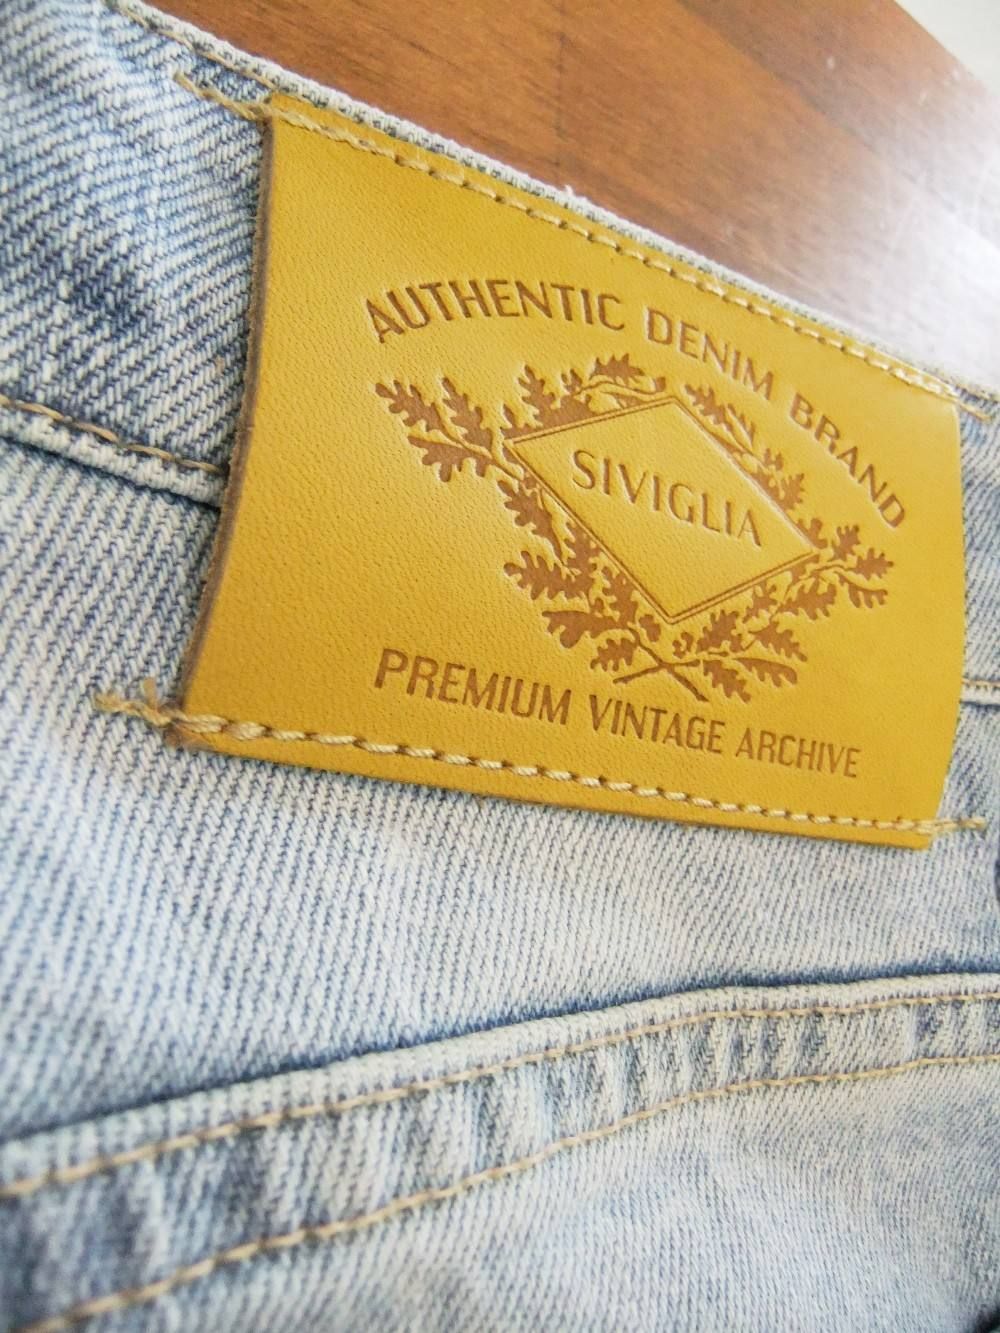 AUTHENTIC DENIM BRAND
SIVIGLIA
PREMIUM VINTAGE ARCHIVE